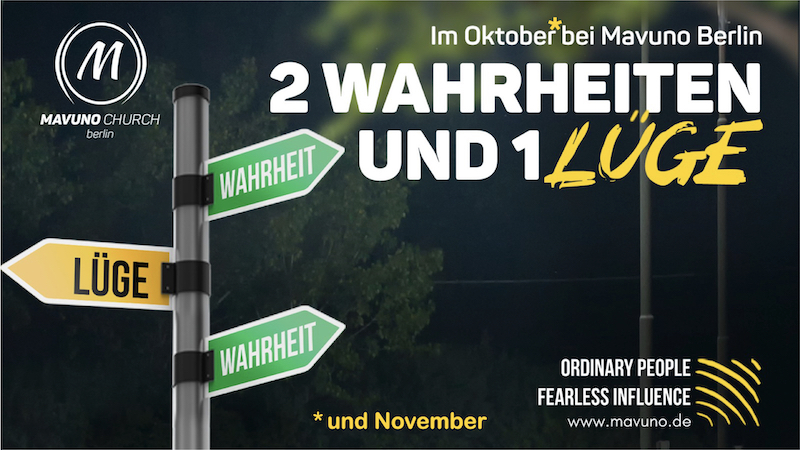 M
MAVUNO CHURCH
berlin
Im Oktober* bei Mavuno Berlin
2 WAHRHEITEN
UND 1 LÜGE
WAHRHEIT
LÜGE
WAHRHEIT
*und November
ORDINARY PEOPLE
FEARLESS INFLUENCE
www.mavuno.de